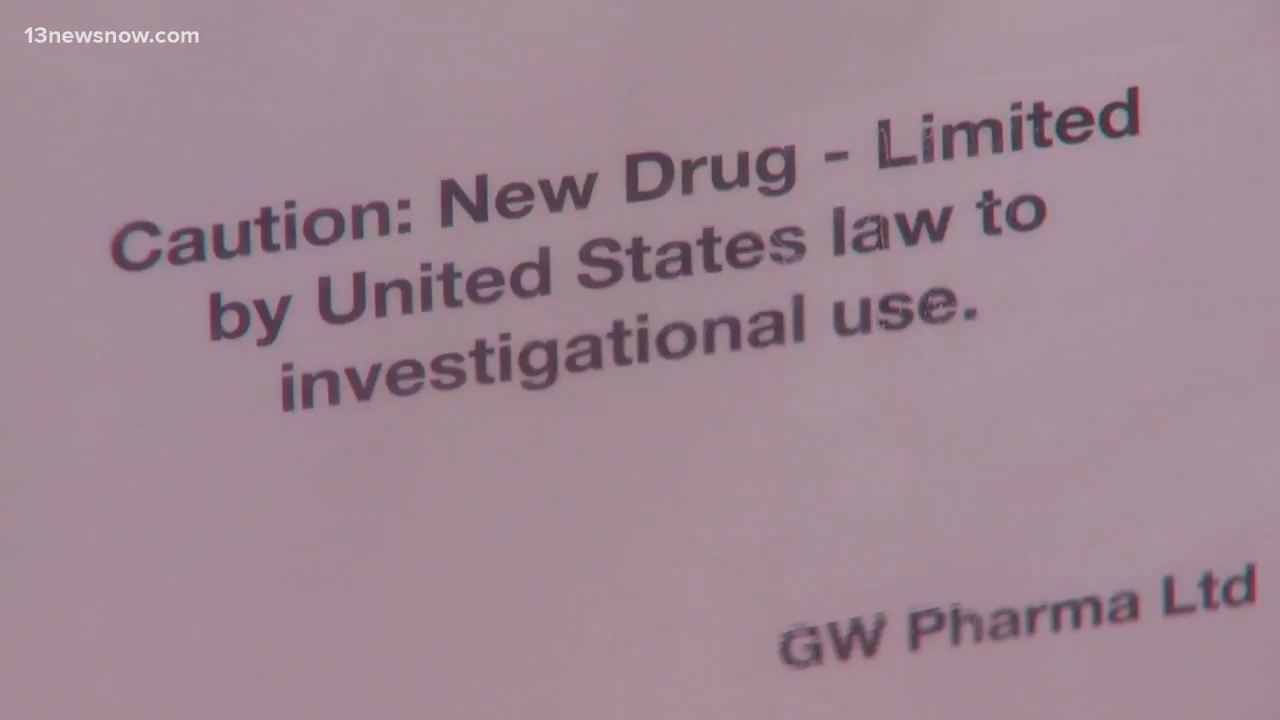 13newsnow.com
Caution: New Drug - Limited
by United States law to
investigational use.
GW Pharma Ltd